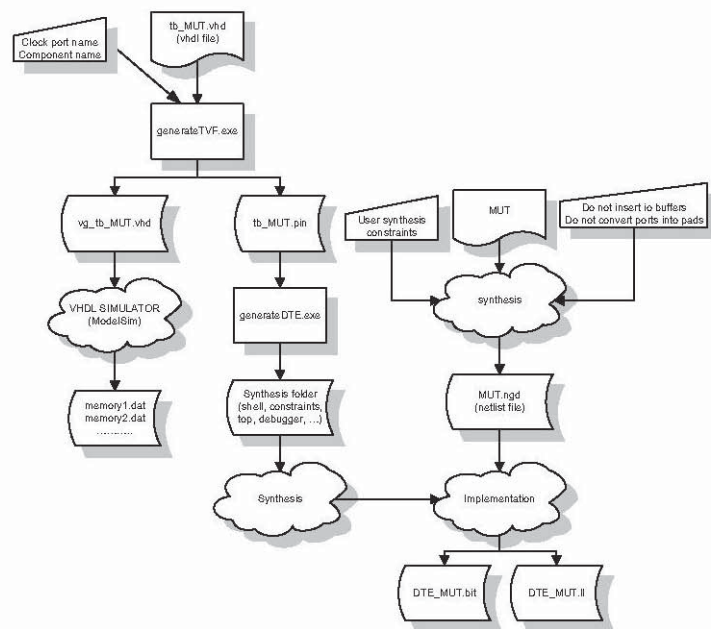 Clock port name
Component name
tb_MUT.vhd
(vhdl file)
generateTVF.exe
vg_tb_MUT.vhd
tb_MUT.pin
User synthesis
constraints
MUT
Do not insert io buffers
Do not convert ports into pads
VHDL SIMULATOR
(ModelSim)
generateDTE.exe
synthesis
memory1.dat
memory2.dat
Synthesis folder
(shell, constraints,
top, debugger, ...)
MUT.ngd
(netlist file)
Synthesis
Implementation
DTE_MUT.bit
DTE_MUT.ll